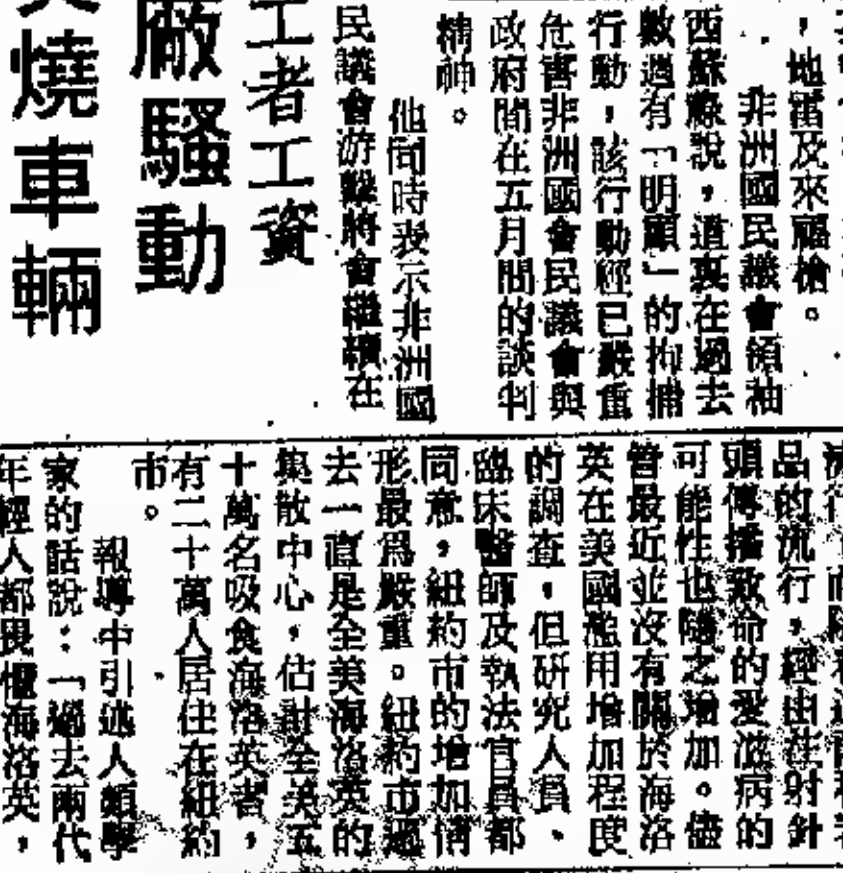 ，地雷及來福槍。
非洲國民議會領袖
西蘇祿說，這裏在過去
數週有「明顯」的拘捕
行動，該行動經已嚴重
危害非洲國會民議會與
政府間在五月間的談判
精神。
他同時表示非洲國
民議會游擊將會繼續在
工者工資
廠騷動
燒車輛
品的流行，經由注射針
頭傳播致命的愛滋病的
可能性也隨之增加。儘
管最近並沒有關於海洛
英在美國濫用增加程度
的調查，但研究人員、
臨床醫師及執法官員都
同意，紐約市的增加情
形最為嚴重。紐約市過
去一直是全美海洛英的
集散中心，估計全美五
十萬名吸食海洛英者，
有二十萬人居住在紐約
市。
報導中引述人類學
家的話說：「過去兩代
年輕人都畏懼海洛英，